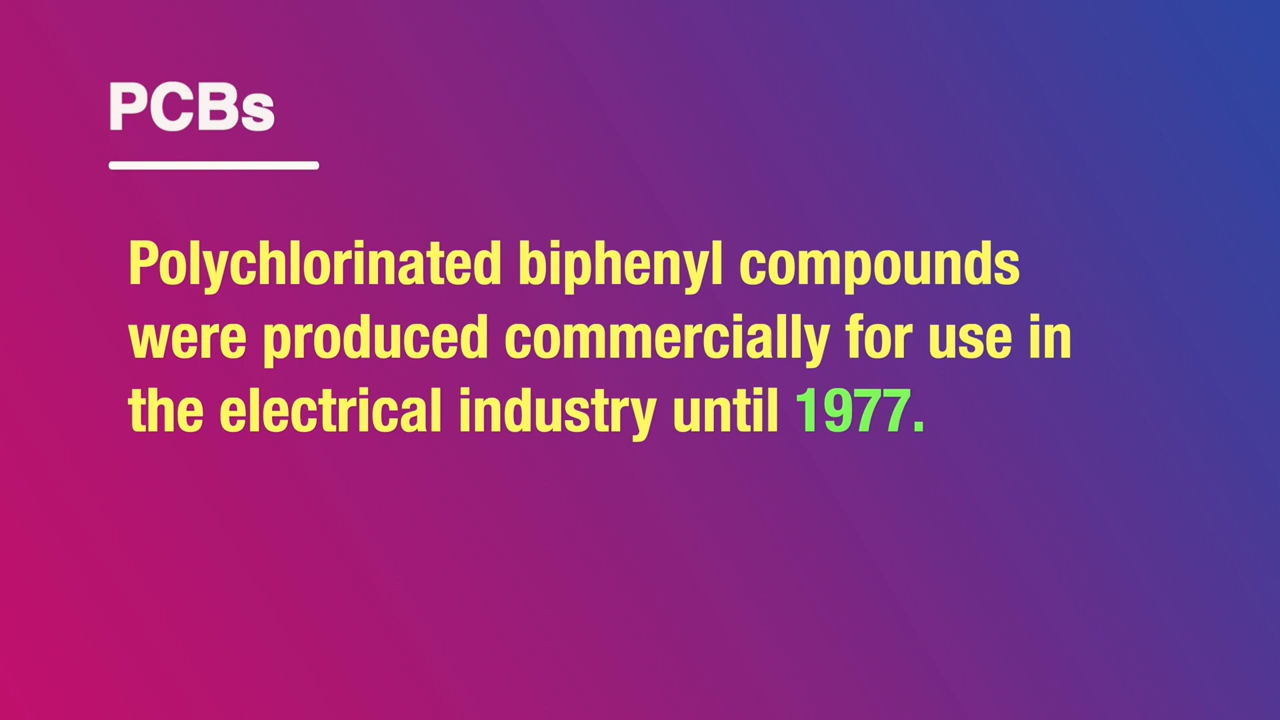 PCBs
Polychlorinated biphenyl compounds
were produced commercially for use in
the electrical industry until 1977.